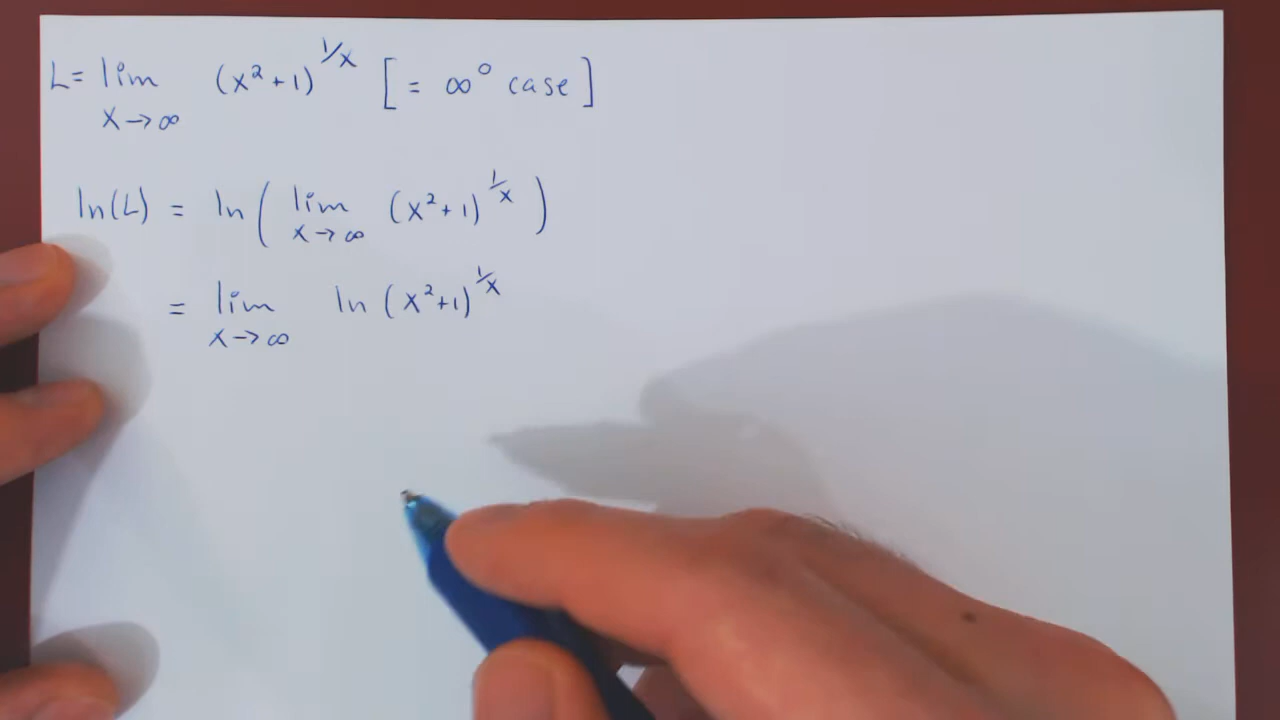 L = lim x→∞ (x² + 1)^{1/x} [ = ∞⁰ case ]
ln(L) = ln( lim x→∞ (x² + 1)^{1/x} )
= lim x→∞ ln (x² + 1)^{1/x}